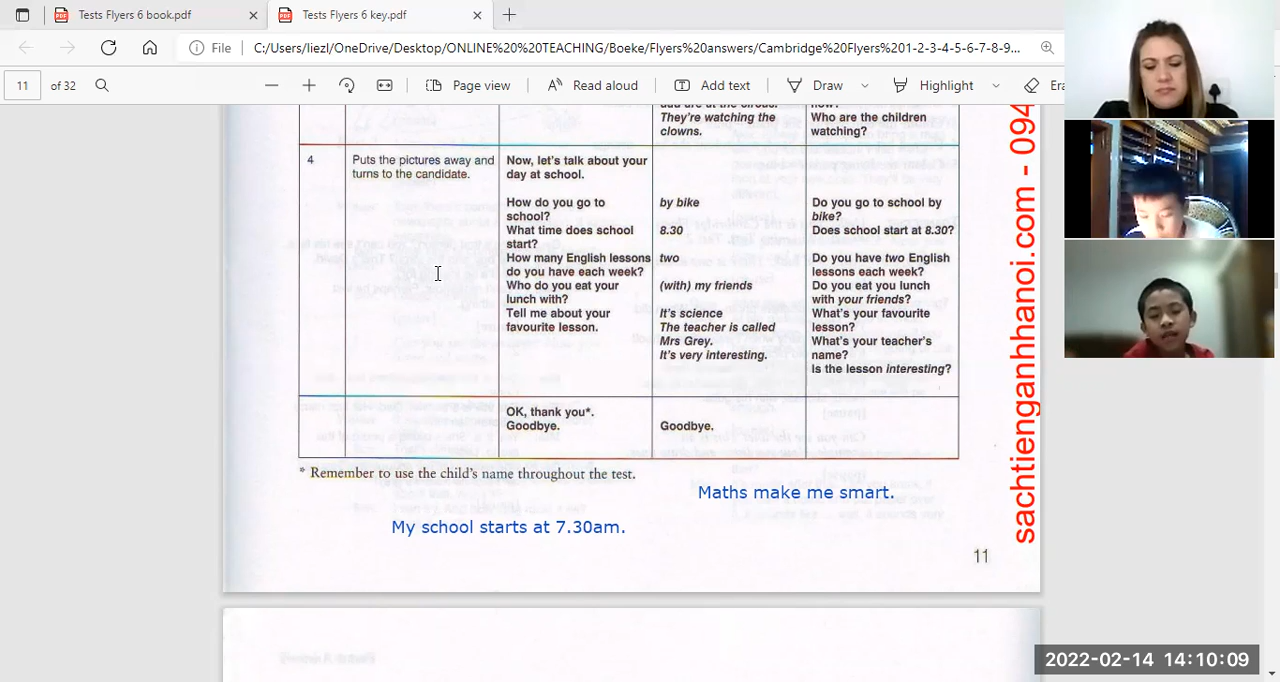 Tests Flyers 6 book.pdf
Tests Flyers 6 key.pdf
File
C:/Users/liezl/OneDrive/Desktop/ONLINE%20%20TEACHING/Boeke/Flyers%20answers/Cambridge%20Flyers%201-2-3-4-5-6-7-8-9...
11 of 32
Page view
Read aloud
Add text
Draw
Highlight
Era
They're watching the
clowns.
Who are the children
watching?
4
Puts the pictures away and
turns to the candidate.
Now, let's talk about your
day at school.
How do you go to
school?
What time does school
start?
How many English lessons
do you have each week?
Who do you eat your
lunch with?
Tell me about your
favourite lesson.
by bike
8.30
two
(with) my friends
It's science
The teacher is called
Mrs Grey.
It's very interesting.
Do you go to school by
bike?
Does school start at 8.30?
Do you have two English
lessons each week?
Do you eat you lunch
with your friends?
What's your favourite
lesson?
What's your teacher's
name?
Is the lesson interesting?
OK, thank you*.
Goodbye.
Goodbye.
* Remember to use the child's name throughout the test.
Maths make me smart.
My school starts at 7.30am.
11
sachtienganhhanoi.com - 094
2022-02-14 14:10:09